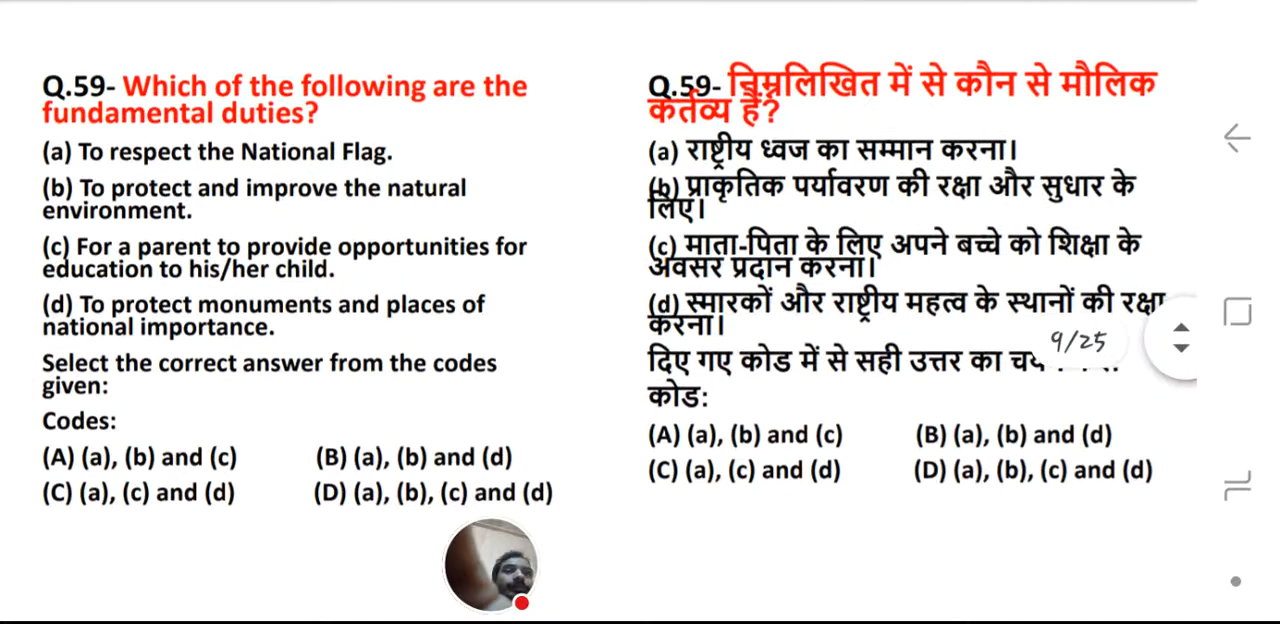 Q.59- Which of the following are the
fundamental duties?
(a) To respect the National Flag.
(b) To protect and improve the natural
environment.
(c) For a parent to provide opportunities for
education to his/her child.
(d) To protect monuments and places of
national importance.
Select the correct answer from the codes
given:
Codes:
(A) (a), (b) and (c) (B) (a), (b) and (d)
(C) (a), (c) and (d) (D) (a), (b), (c) and (d)
Q.59- निम्नलिखित में से कौन से मौलिक
कर्तव्य हैं?
(a) राष्ट्रीय ध्वज का सम्मान करना।
(b) प्राकृतिक पर्यावरण की रक्षा और सुधार के
लिए।
(c) माता-पिता के लिए अपने बच्चे को शिक्षा के
अवसर प्रदान करना।
(d) स्मारकों और राष्ट्रीय महत्व के स्थानों की रक्षा
करना।
दिए गए कोड में से सही उत्तर का
कोड:
(A) (a), (b) and (c) (B) (a), (b) and (d)
(C) (a), (c) and (d) (D) (a), (b), (c) and (d)
9/25